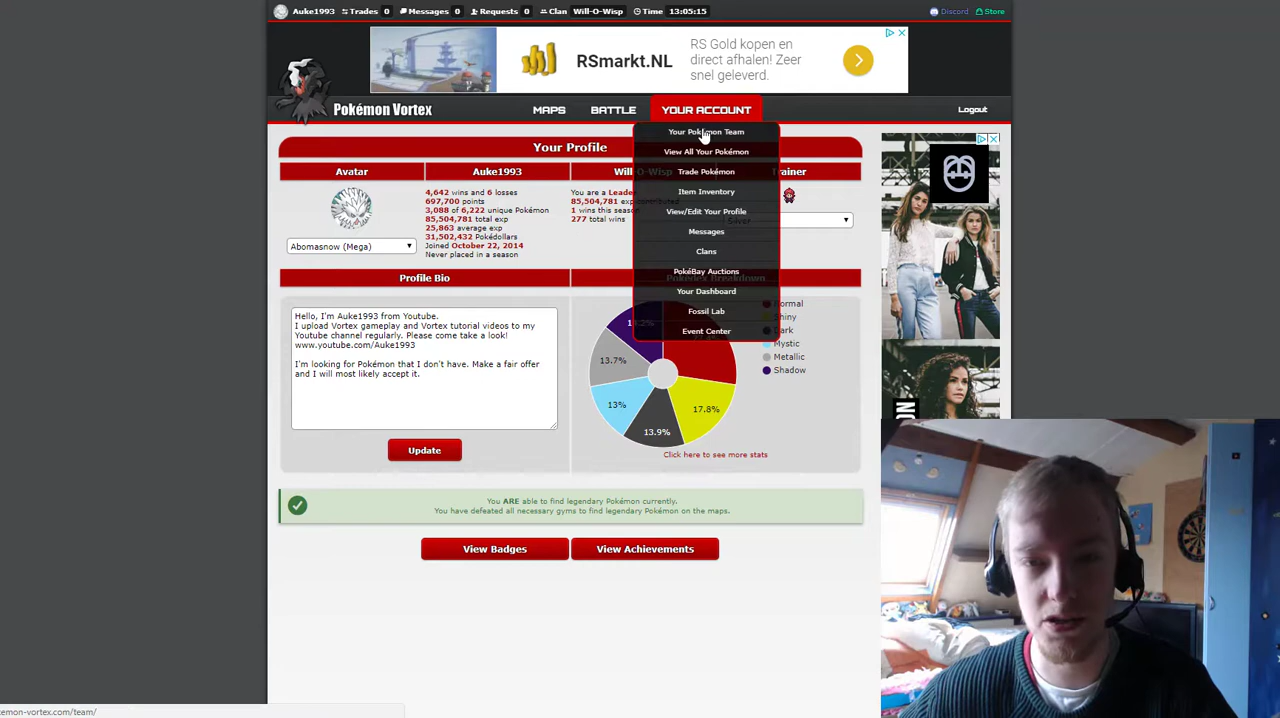 Auke1993 Trades 0 Messages 0 Requests 0 Clan Will-O-Wisp Time 13:05:15 Discord Store
RSmarkt.NL
RS Gold kopen en
direct afhalen! Zeer
snel geleverd.
Pokémon Vortex MAPS BATTLE YOUR ACCOUNT Logout
Your Pokémon Team
View All Your Pokémon
Trade Pokémon
Item Inventory
View/Edit Your Profile
Messages
Clans
PokéBay Auctions
Your Dashboard
Fossil Lab
Event Center
Your Profile
Avatar Auke1993 Will-O-Wisp Trainer
4,642 wins and 6 losses
697,700 points
3,088 of 6,222 unique Pokémon
85,504,781 total exp
25,863 average exp
31,502,432 Pokédollars
Joined October 22, 2014
Never placed in a season
Abomasnow (Mega)
You are a Leader
85,504,781 exp contributed
1 wins this season
277 total wins
Silver
Profile Bio Pokédex Breakdown
Hello, I'm Auke1993 from Youtube.
I upload Vortex gameplay and Vortex tutorial videos to my
Youtube channel regularly. Please come take a look!
www.youtube.com/Auke1993
I'm looking for Pokémon that I don't have. Make a fair offer
and I will most likely accept it.
Update
Normal
Shiny
Dark
Mystic
Metallic
Shadow
13.7%
13%
13.9%
17.8%
Click here to see more stats
You ARE able to find legendary Pokémon currently.
You have defeated all necessary gyms to find legendary Pokémon on the maps.
View Badges View Achievements
kemon-vortex.com/team/